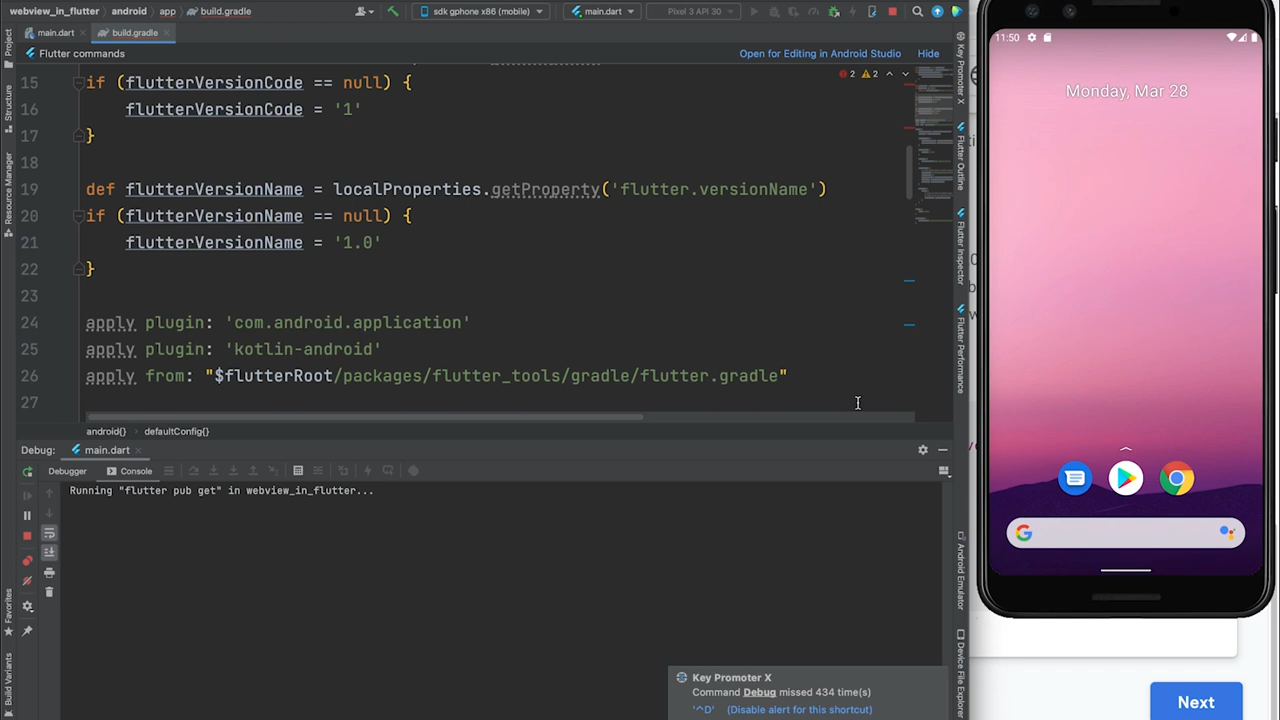 webview_in_flutter
android
app
build.gradle
sdk gphone x86 (mobile)
main.dart
Pixel 3 API 30
main.dart
build.gradle
Flutter commands
Open for Editing in Android Studio
Hide
2
2
15 if (flutterVersionCode == null) {
16 flutterVersionCode = '1'
17 }
18
19 def flutterVersionName = localProperties.getProperty('flutter.versionName')
20 if (flutterVersionName == null) {
21 flutterVersionName = '1.0'
22 }
23
24 apply plugin: 'com.android.application'
25 apply plugin: 'kotlin-android'
26 apply from: "$flutterRoot/packages/flutter_tools/gradle/flutter.gradle"
27
android{}
defaultConfig{}
Debug:
main.dart
Debugger
Console
Running "flutter pub get" in webview_in_flutter...
Key Promoter X
Command Debug missed 434 time(s)
'^D' (Disable alert for this shortcut)
Project
Structure
Resource Manager
Favorites
Build Variants
Key Promoter X
Flutter Outline
Flutter Inspector
Flutter Performance
Android Emulator
Device File Explorer
11:50
Monday, Mar 28
Next